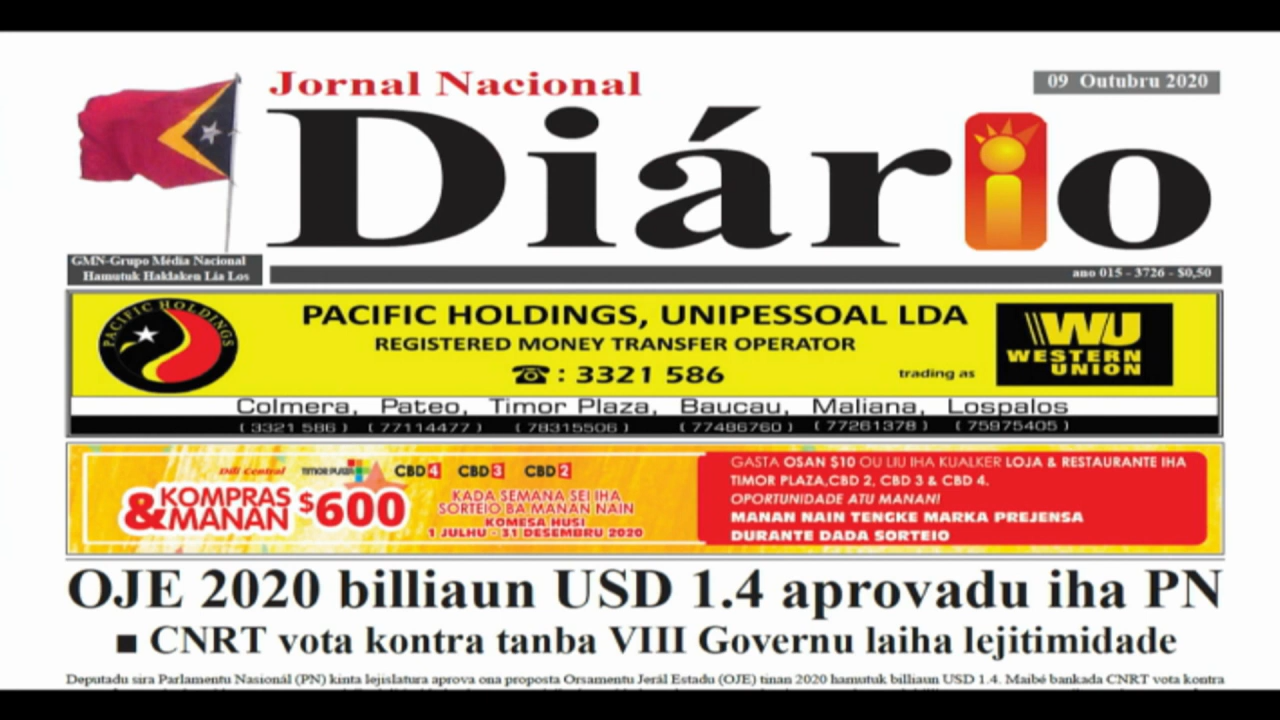 Jornal Nacional
09 Outubru 2020
Diário
GMN-Grupo Média Nacional
Hamutuk Haklaken Lia Los
ano 015 - 3726 - $0,50
PACIFIC HOLDINGS
PACIFIC HOLDINGS, UNIPESSOAL LDA
REGISTERED MONEY TRANSFER OPERATOR
☎ : 3321 586
trading as
WU
WESTERN
UNION
Colmera, Pateo, Timor Plaza, Baucau, Maliana, Lospalos
( 3321 586 ) ( 77114477 ) ( 78315506 ) ( 77486760 ) ( 77261378 ) ( 75975405 )
Dili Central TIMOR PLAZA CBD4 CBD3 CBD2
KOMPRAS
&MANAN
$600
KADA SEMANA SEI IHA
SORTEIO BA MANAN NAIN
KOMESA HUSI
1 JULHU - 31 DESEMBRU 2020
GASTA OSAN $10 OU LIU IHA KUALKER LOJA & RESTAURANTE IHA
TIMOR PLAZA,CBD 2, CBD 3 & CBD 4.
OPORTUNIDADE ATU MANAN!
MANAN NAIN TENGKE MARKA PREJENSA
DURANTE DADA SORTEIO
OJE 2020 billiaun USD 1.4 aprovadu iha PN
■ CNRT vota kontra tanba VIII Governu laiha lejitimidade
Deputadu sira Parlamentu Nasionál (PN) kinta lejislatura aprova ona proposta Orsamentu Jerál Estadu (OJE) tinan 2020 hamutuk billiaun USD 1.4. Maibé bankada CNRT vota kontra